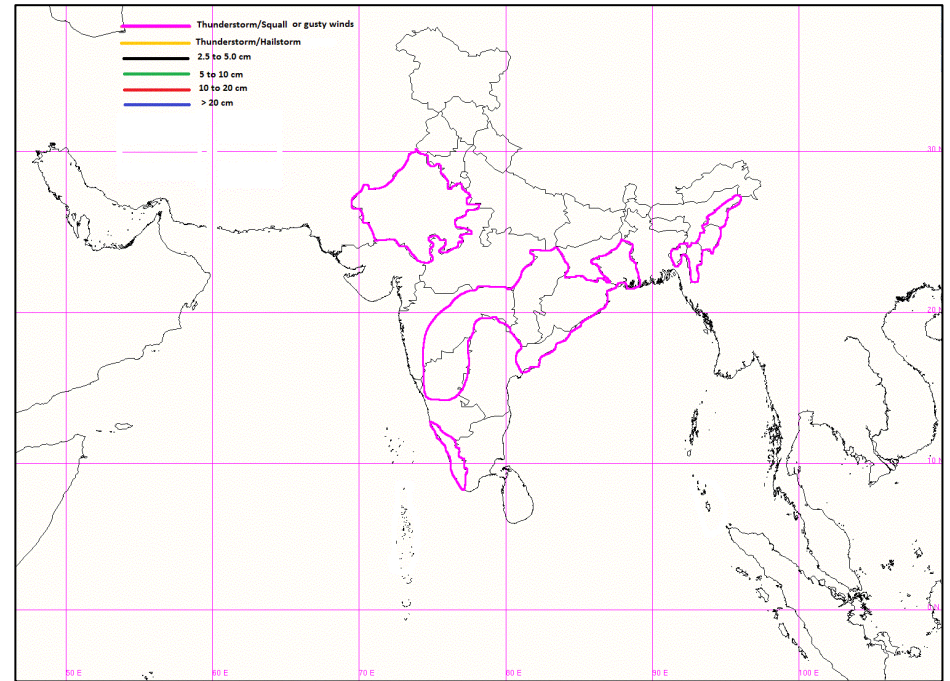 Thunderstorm/Squall or gusty winds
Thunderstorm/Hailstorm
2.5 to 5.0 cm
5 to 10 cm
10 to 20 cm
> 20 cm
30 N
20 N
10 N
0 N
50 E
60 E
70 E
80 E
90 E
100 E